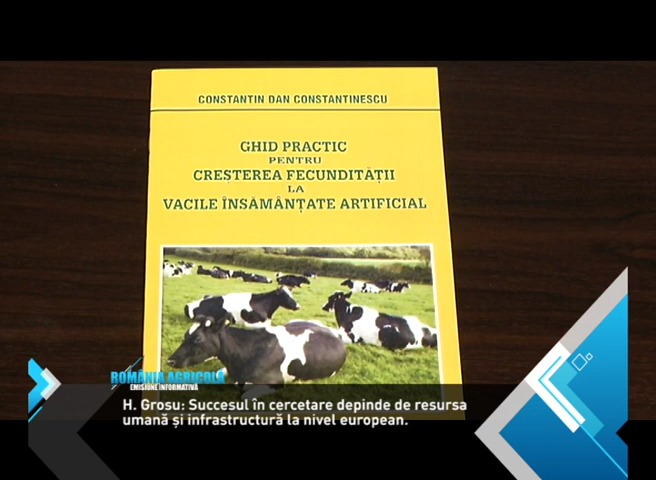 CONSTANTIN DAN CONSTANTINESCU
GHID PRACTIC
PENTRU
CREȘTEREA FECUNDITĂȚII
LA
VACILE ÎNSĂMÂNȚATE ARTIFICIAL
ROMÂNIA AGRICOLĂ
EMISIUNE INFORMATIVĂ
H. Grosu: Succesul în cercetare depinde de resursa
umană și infrastructură la nivel european.